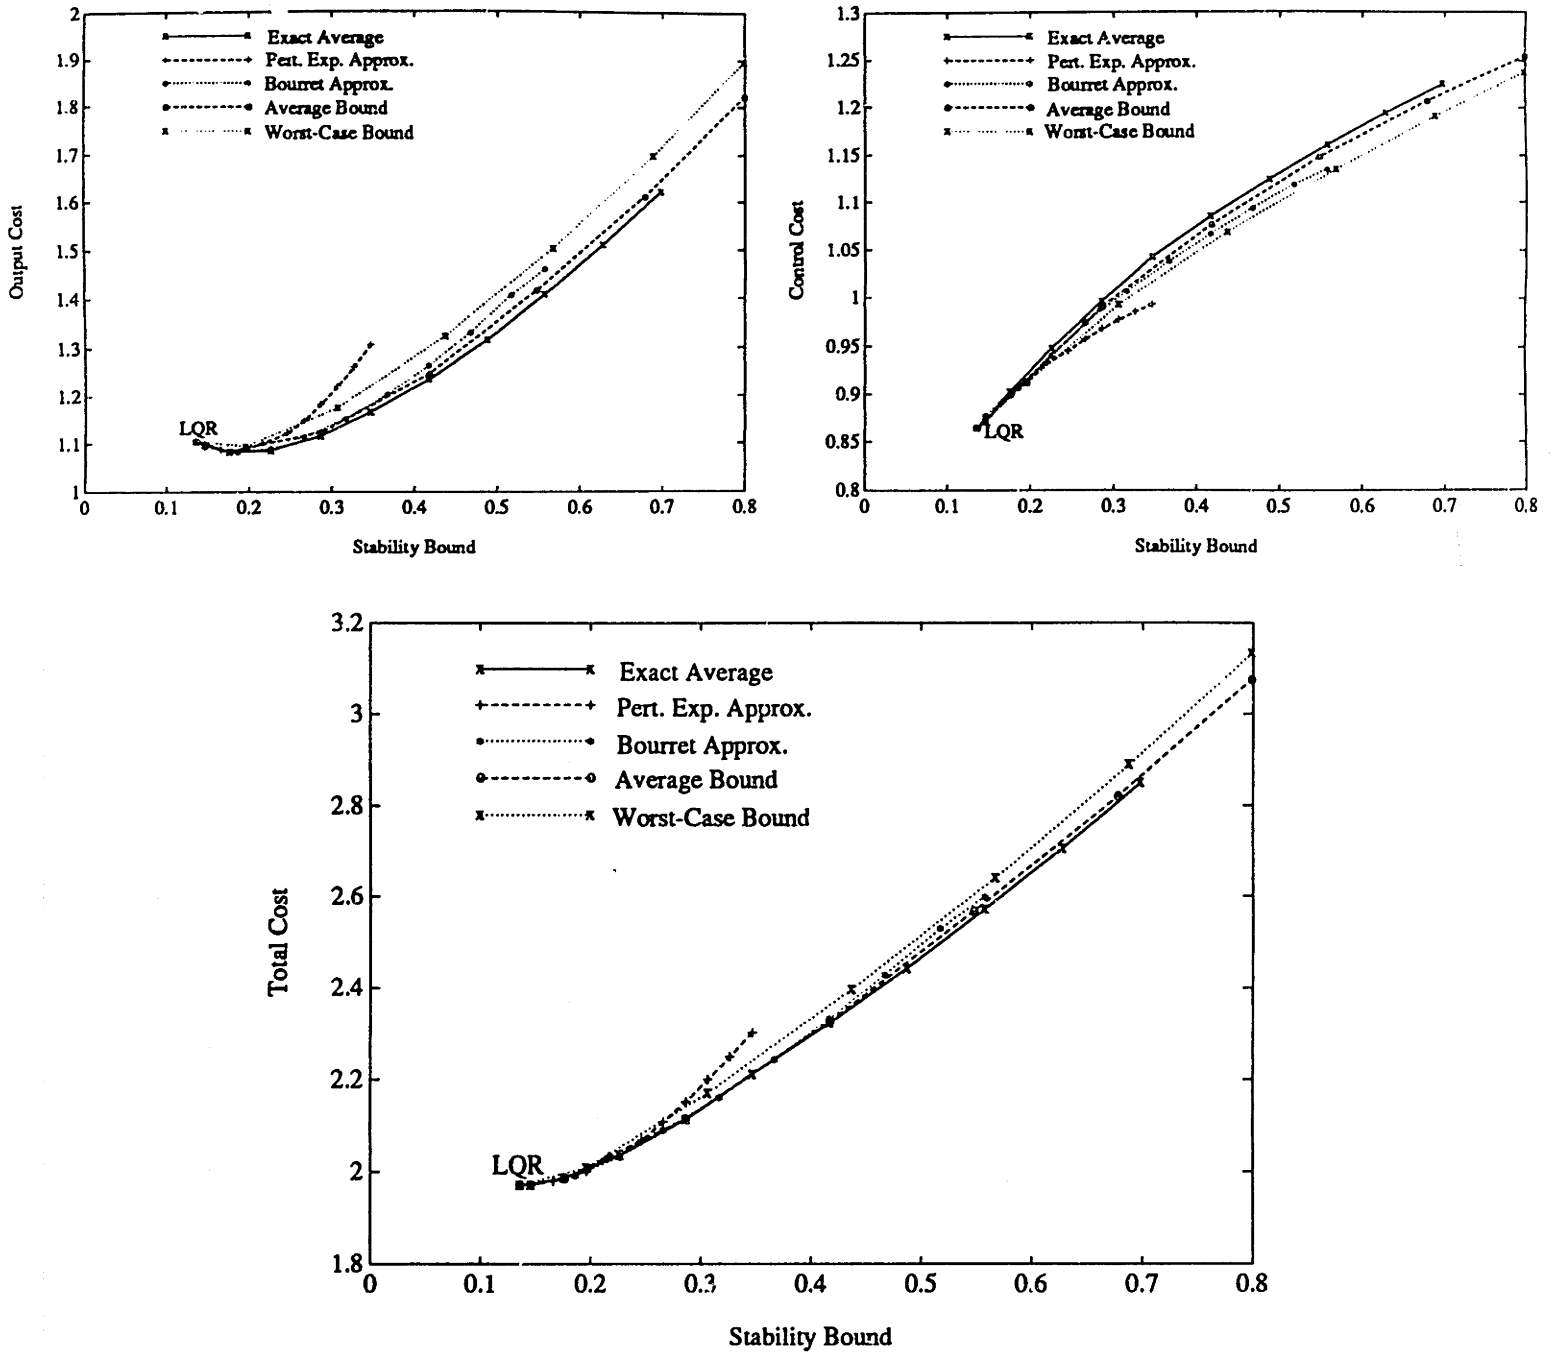 2
1.9
1.8
1.7
1.6
1.5
1.4
1.3
1.2
1.1
1
Output Cost
Exact Average
Pert. Exp. Approx.
Bourret Approx.
Average Bound
Worst-Case Bound
LQR
0 0.1 0.2 0.3 0.4 0.5 0.6 0.7 0.8
Stability Bound
1.3
1.25
1.2
1.15
1.1
1.05
1
0.95
0.9
0.85
0.8
Control Cost
Exact Average
Pert. Exp. Approx.
Bourret Approx.
Average Bound
Worst-Case Bound
LQR
0 0.1 0.2 0.3 0.4 0.5 0.6 0.7 0.8
Stability Bound
3.2
3
2.8
2.6
2.4
2.2
2
1.8
Total Cost
Exact Average
Pert. Exp. Approx.
Bourret Approx.
Average Bound
Worst-Case Bound
LQR
0 0.1 0.2 0.3 0.4 0.5 0.6 0.7 0.8
Stability Bound